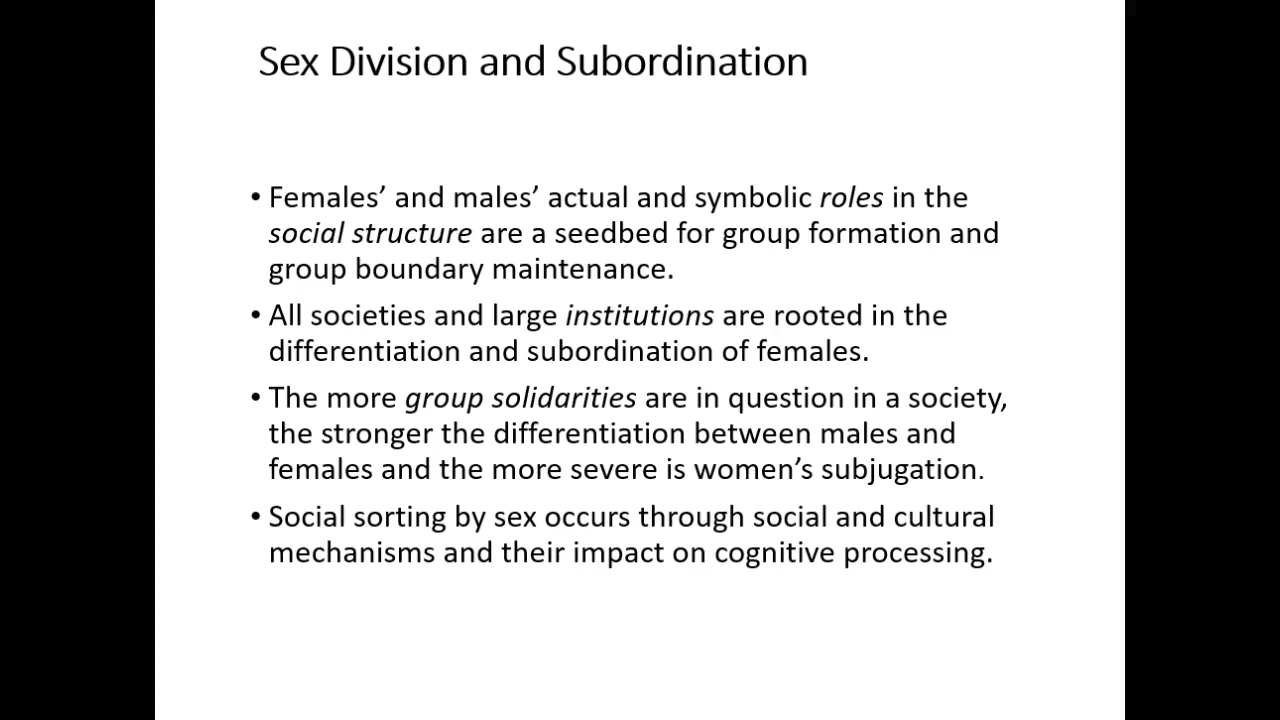 Sex Division and Subordination
• Females’ and males’ actual and symbolic roles in the
social structure are a seedbed for group formation and
group boundary maintenance.
• All societies and large institutions are rooted in the
differentiation and subordination of females.
• The more group solidarities are in question in a society,
the stronger the differentiation between males and
females and the more severe is women’s subjugation.
• Social sorting by sex occurs through social and cultural
mechanisms and their impact on cognitive processing.